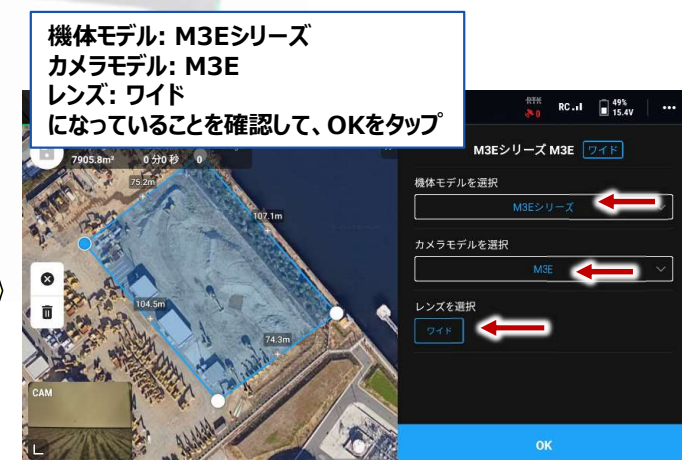 機体モデル: M3Eシリーズ
カメラモデル: M3E
レンズ: ワイド
になっていることを確認して、OKをタップ
RTK
0
RC
49%
15.4V
7905.8m² 0 分0 秒 0
75.2m
107.1m
104.5m
74.3m
CAM
M3Eシリーズ M3E ワイド
機体モデルを選択
M3Eシリーズ
カメラモデルを選択
M3E
レンズを選択
ワイド
OK